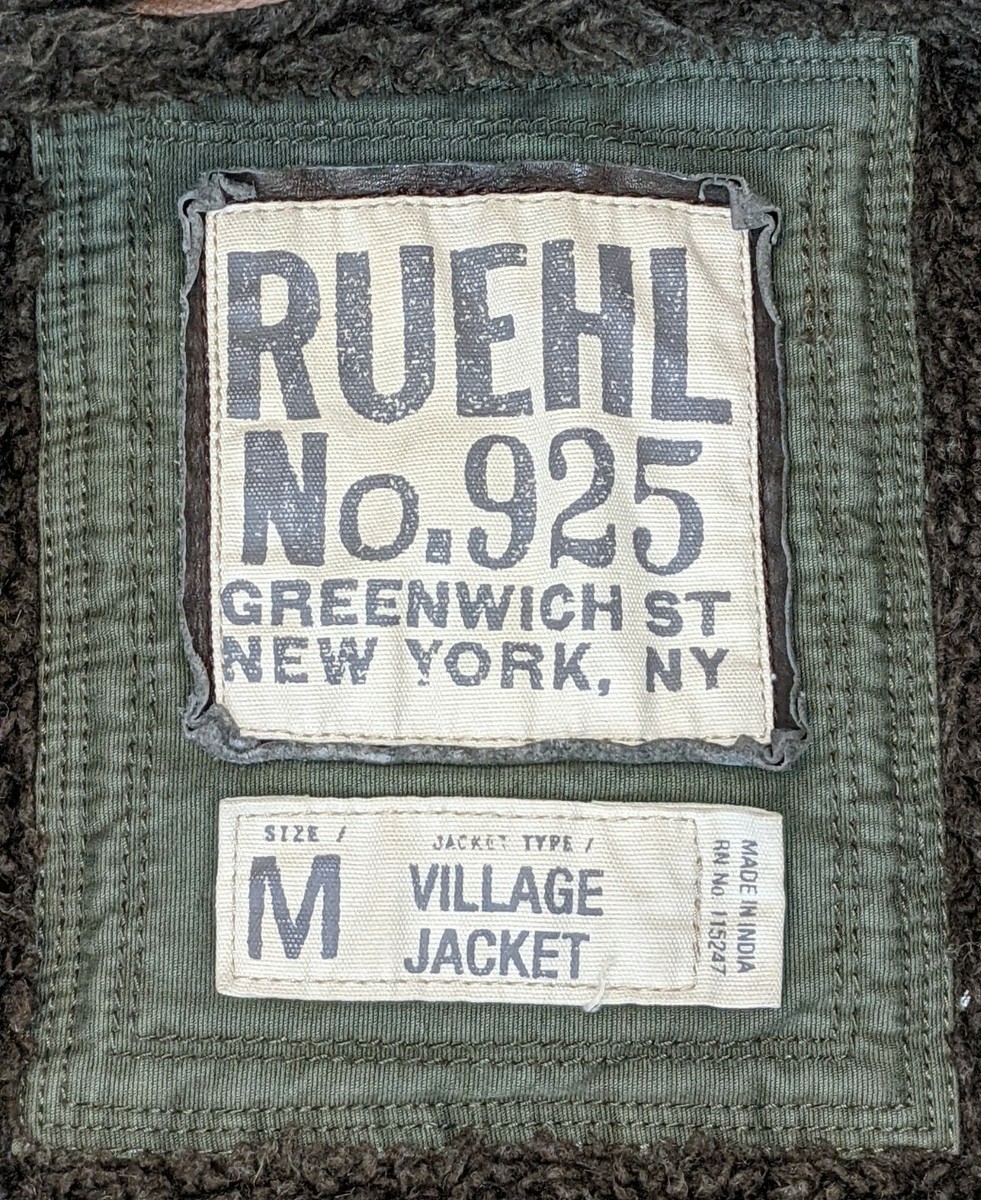 RUEHL
No.925
GREENWICH ST
NEW YORK, NY
SIZE /
M
JACKET TYPE /
VILLAGE
JACKET
MADE IN INDIA
RN No. 115247